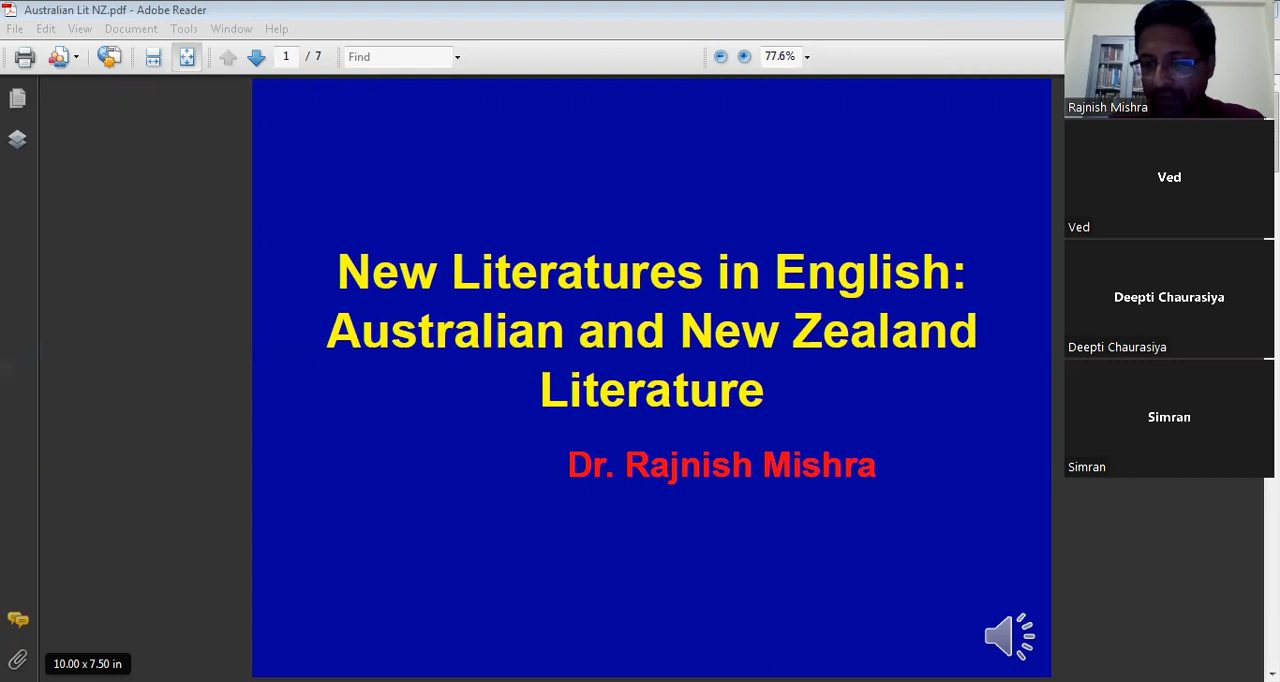 Australian Lit NZ.pdf - Adobe Reader
File Edit View Document Tools Window Help
1 / 7 Find 77.6%
New Literatures in English:
Australian and New Zealand
Literature
Dr. Rajnish Mishra
10.00 x 7.50 in
Rajnish Mishra
Ved
Ved
Deepti Chaurasiya
Deepti Chaurasiya
Simran
Simran